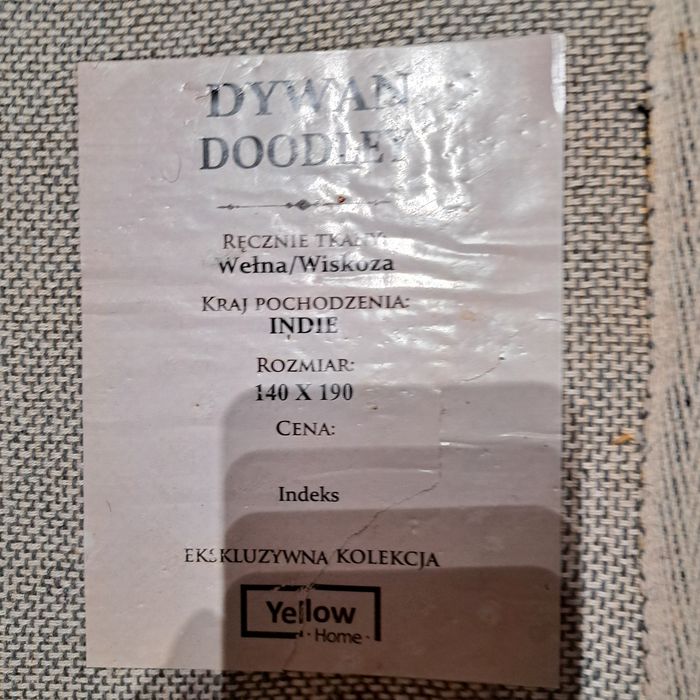 DYWAN
DOODLEY
RĘCZNIE TKANY:
Wełna/Wiskoza
KRAJ POCHODZENIA:
INDIE
ROZMIAR:
140 X 190
CENA:
Indeks
EKSKLUZYWNA KOLEKCJA
Yellow
· Home ·